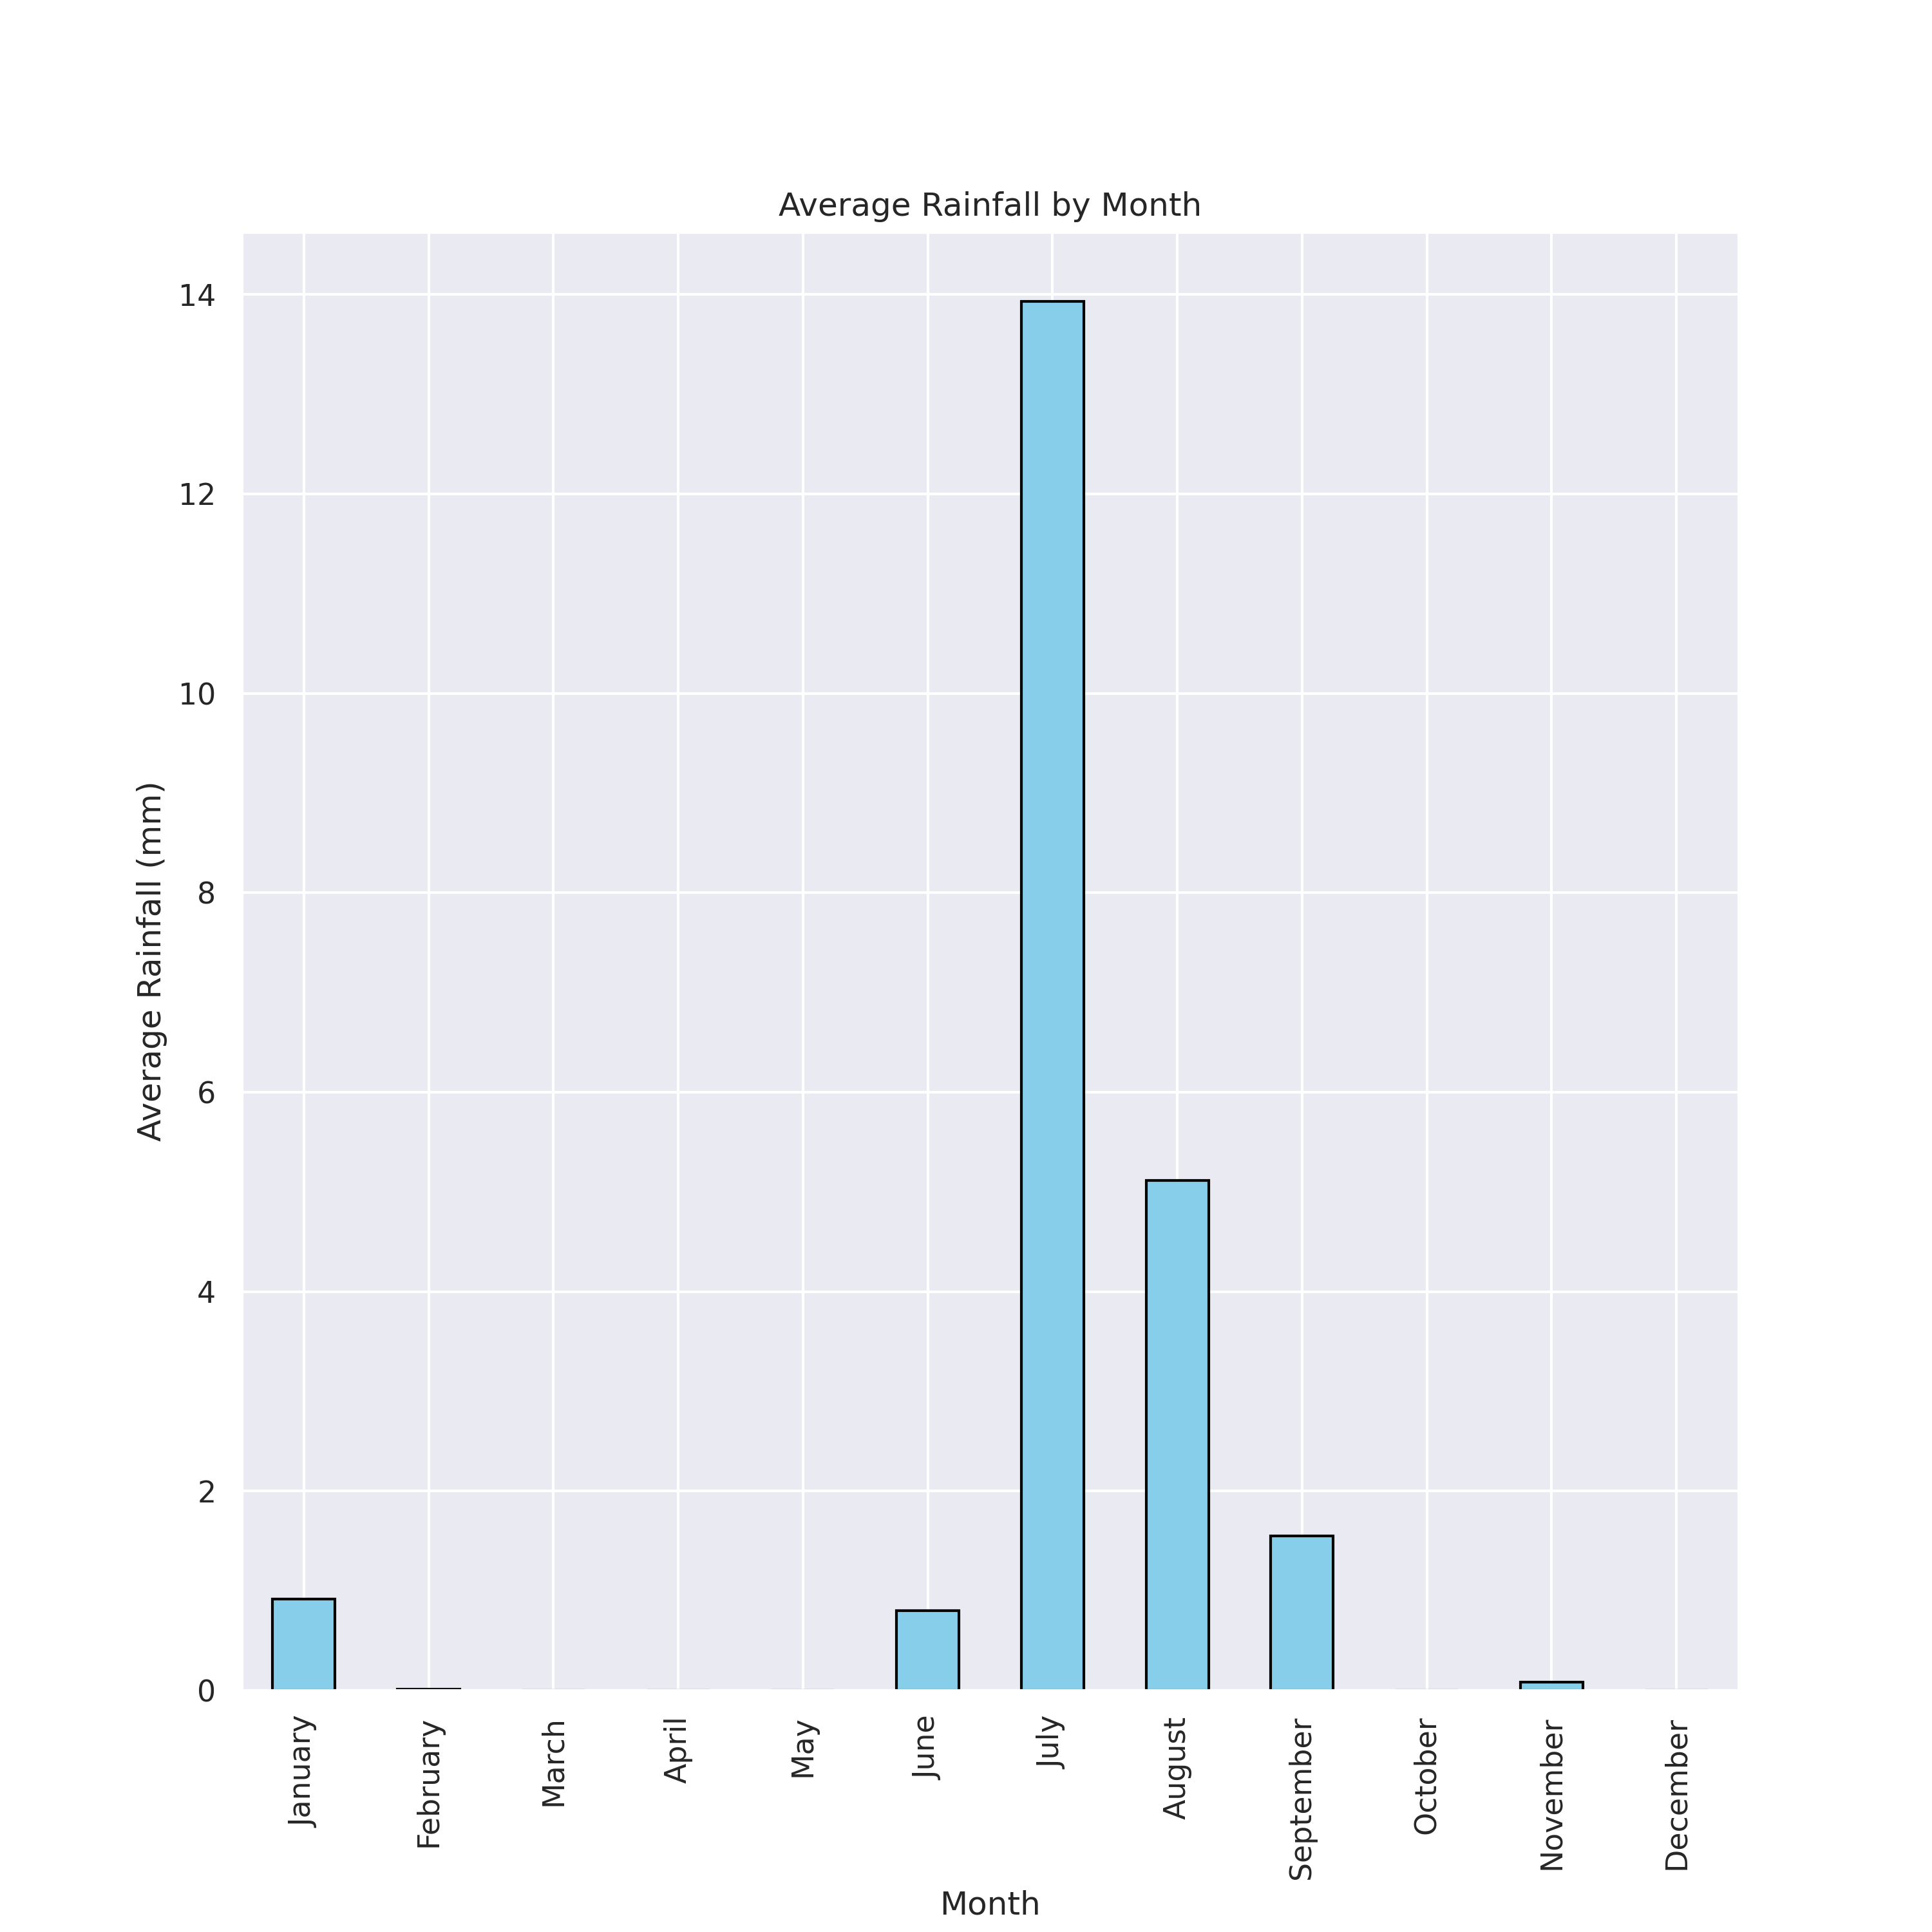 Average Rainfall by Month
Average Rainfall (mm)
14
12
10
8
6
4
2
0
January
February
March
April
May
June
July
August
September
October
November
December
Month